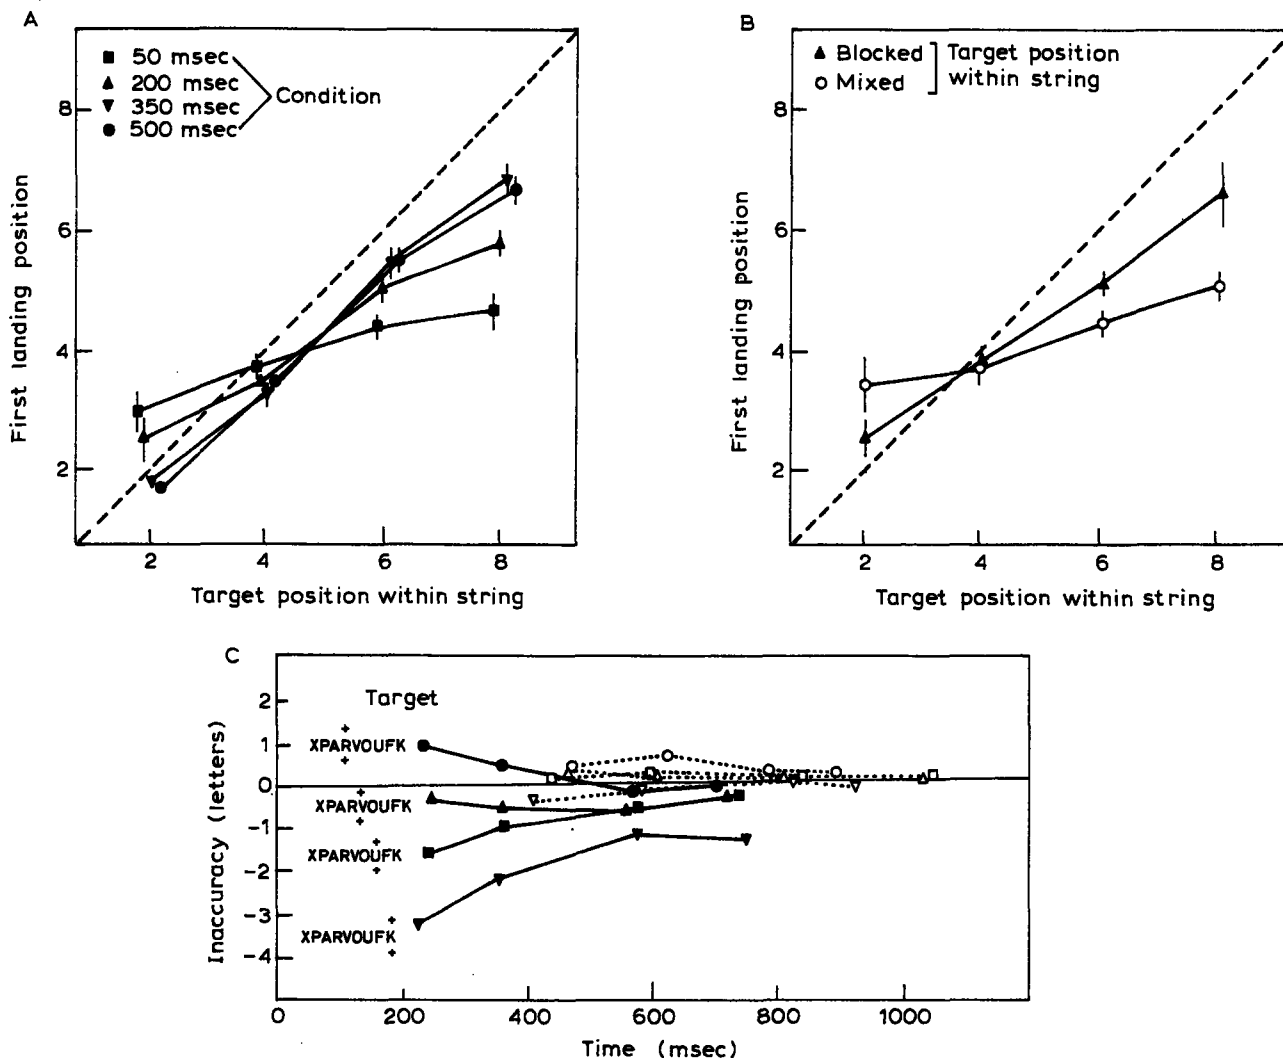 A
50 msec
200 msec
350 msec
500 msec
Condition
First landing position
8
6
4
2
2 4 6 8
Target position within string
B
Blocked
Mixed
Target position
within string
First landing position
8
6
4
2
2 4 6 8
Target position within string
C
Target
Inaccuracy (letters)
2
1
0
-1
-2
-3
-4
+
XPARVOUFK
+
+
XPARVOUFK
+
+
XPARVOUFK
+
+
XPARVOUFK
+
0 200 400 600 800 1000
Time (msec)